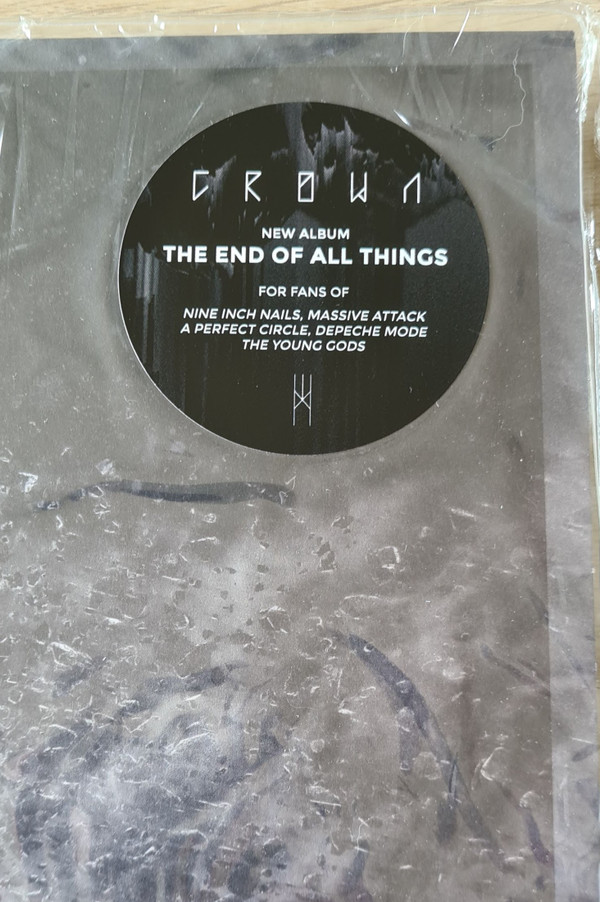 CROWN
NEW ALBUM
THE END OF ALL THINGS
FOR FANS OF
NINE INCH NAILS, MASSIVE ATTACK
A PERFECT CIRCLE, DEPECHE MODE
THE YOUNG GODS